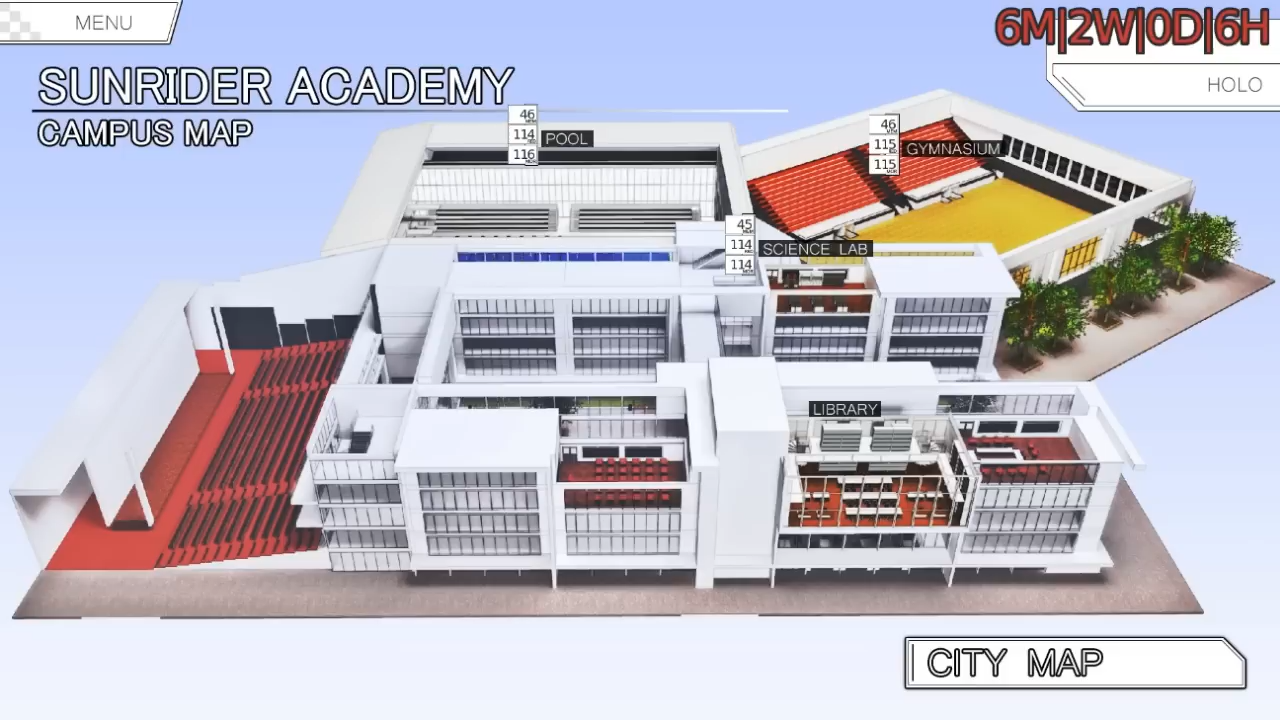 MENU
6M|2W|0D|6H
HOLO
SUNRIDER ACADEMY
CAMPUS MAP
46
114
116
POOL
46
115
115
GYMNASIUM
45
114
114
SCIENCE LAB
LIBRARY
CITY MAP